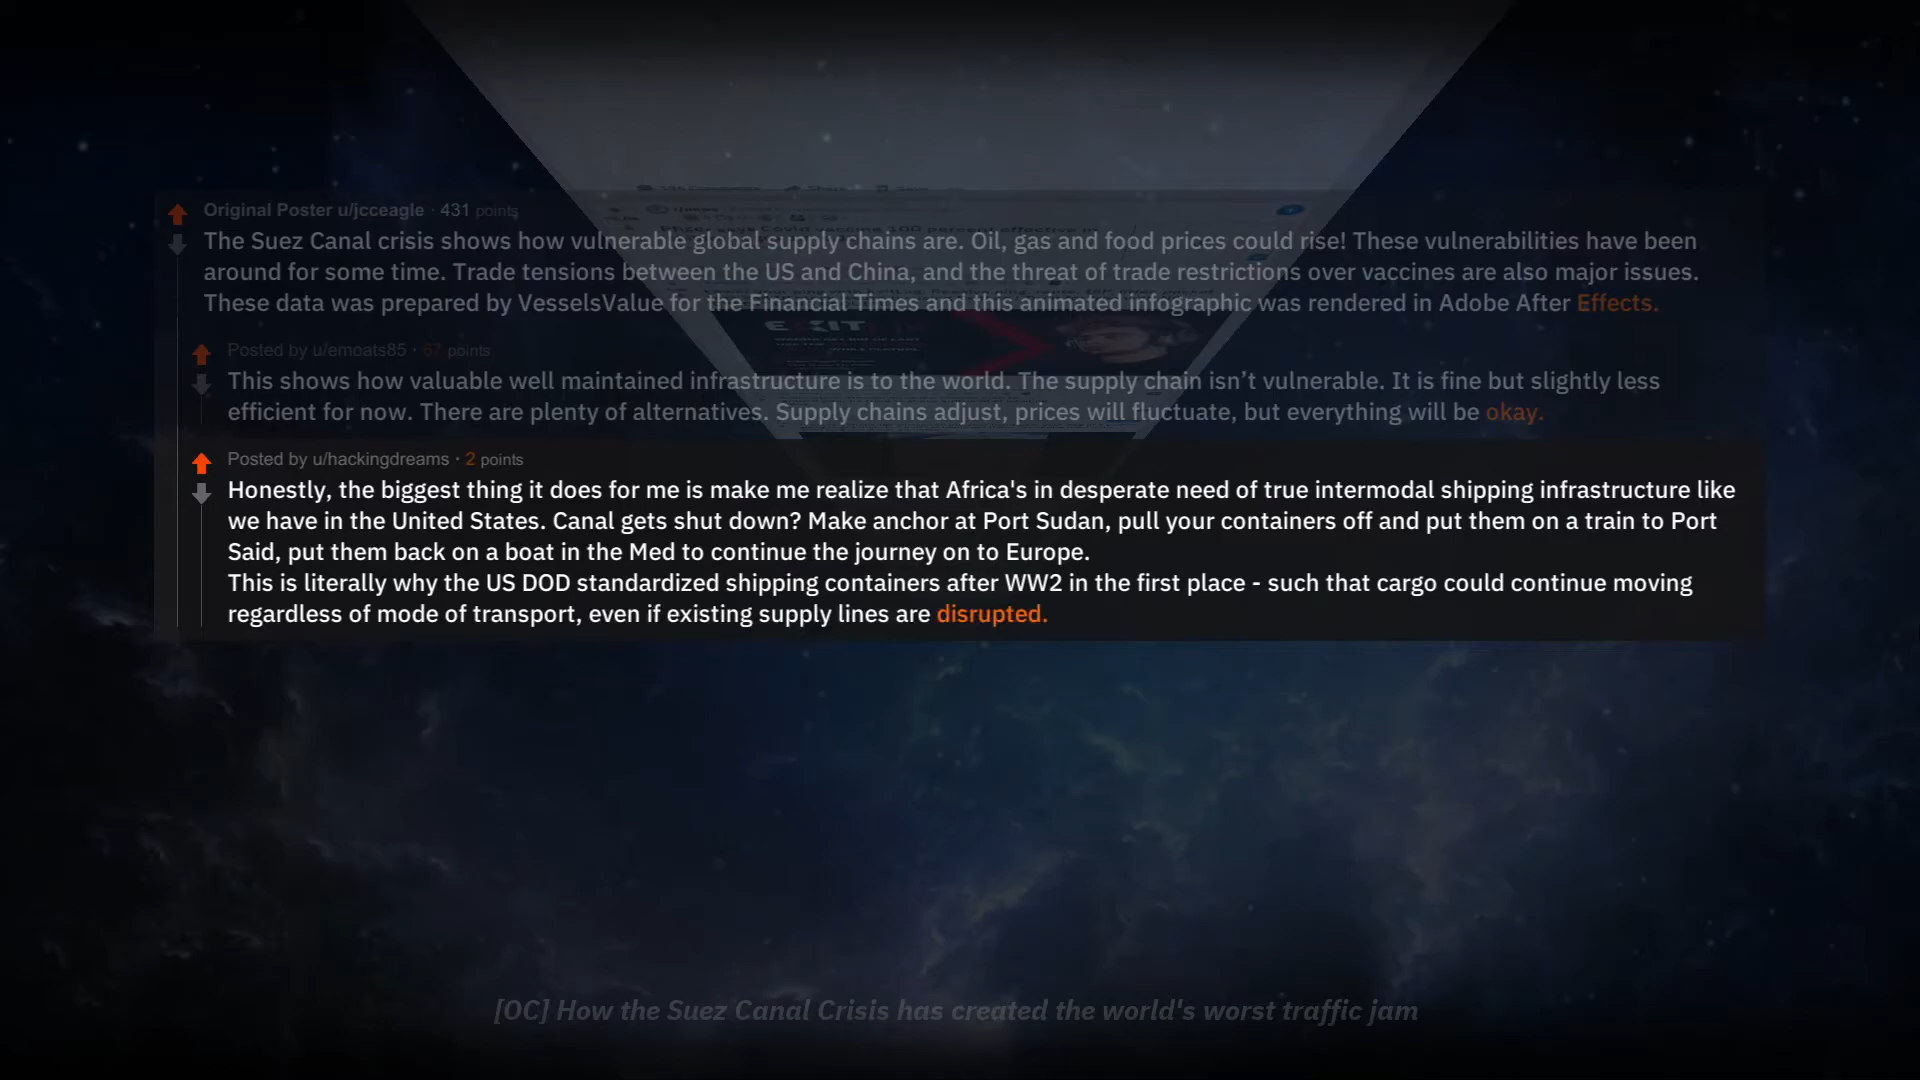 Original Poster u/jcceagle · 431 points
The Suez Canal crisis shows how vulnerable global supply chains are. Oil, gas and food prices could rise! These vulnerabilities have been
around for some time. Trade tensions between the US and China, and the threat of trade restrictions over vaccines are also major issues.
These data was prepared by VesselsValue for the Financial Times and this animated infographic was rendered in Adobe After Effects.
Posted by u/emoats85 · 67 points
This shows how valuable well maintained infrastructure is to the world. The supply chain isn’t vulnerable. It is fine but slightly less
efficient for now. There are plenty of alternatives. Supply chains adjust, prices will fluctuate, but everything will be okay.
Posted by u/hackingdreams · 2 points
Honestly, the biggest thing it does for me is make me realize that Africa's in desperate need of true intermodal shipping infrastructure like
we have in the United States. Canal gets shut down? Make anchor at Port Sudan, pull your containers off and put them on a train to Port
Said, put them back on a boat in the Med to continue the journey on to Europe.
This is literally why the US DOD standardized shipping containers after WW2 in the first place - such that cargo could continue moving
regardless of mode of transport, even if existing supply lines are disrupted.
[OC] How the Suez Canal Crisis has created the world's worst traffic jam